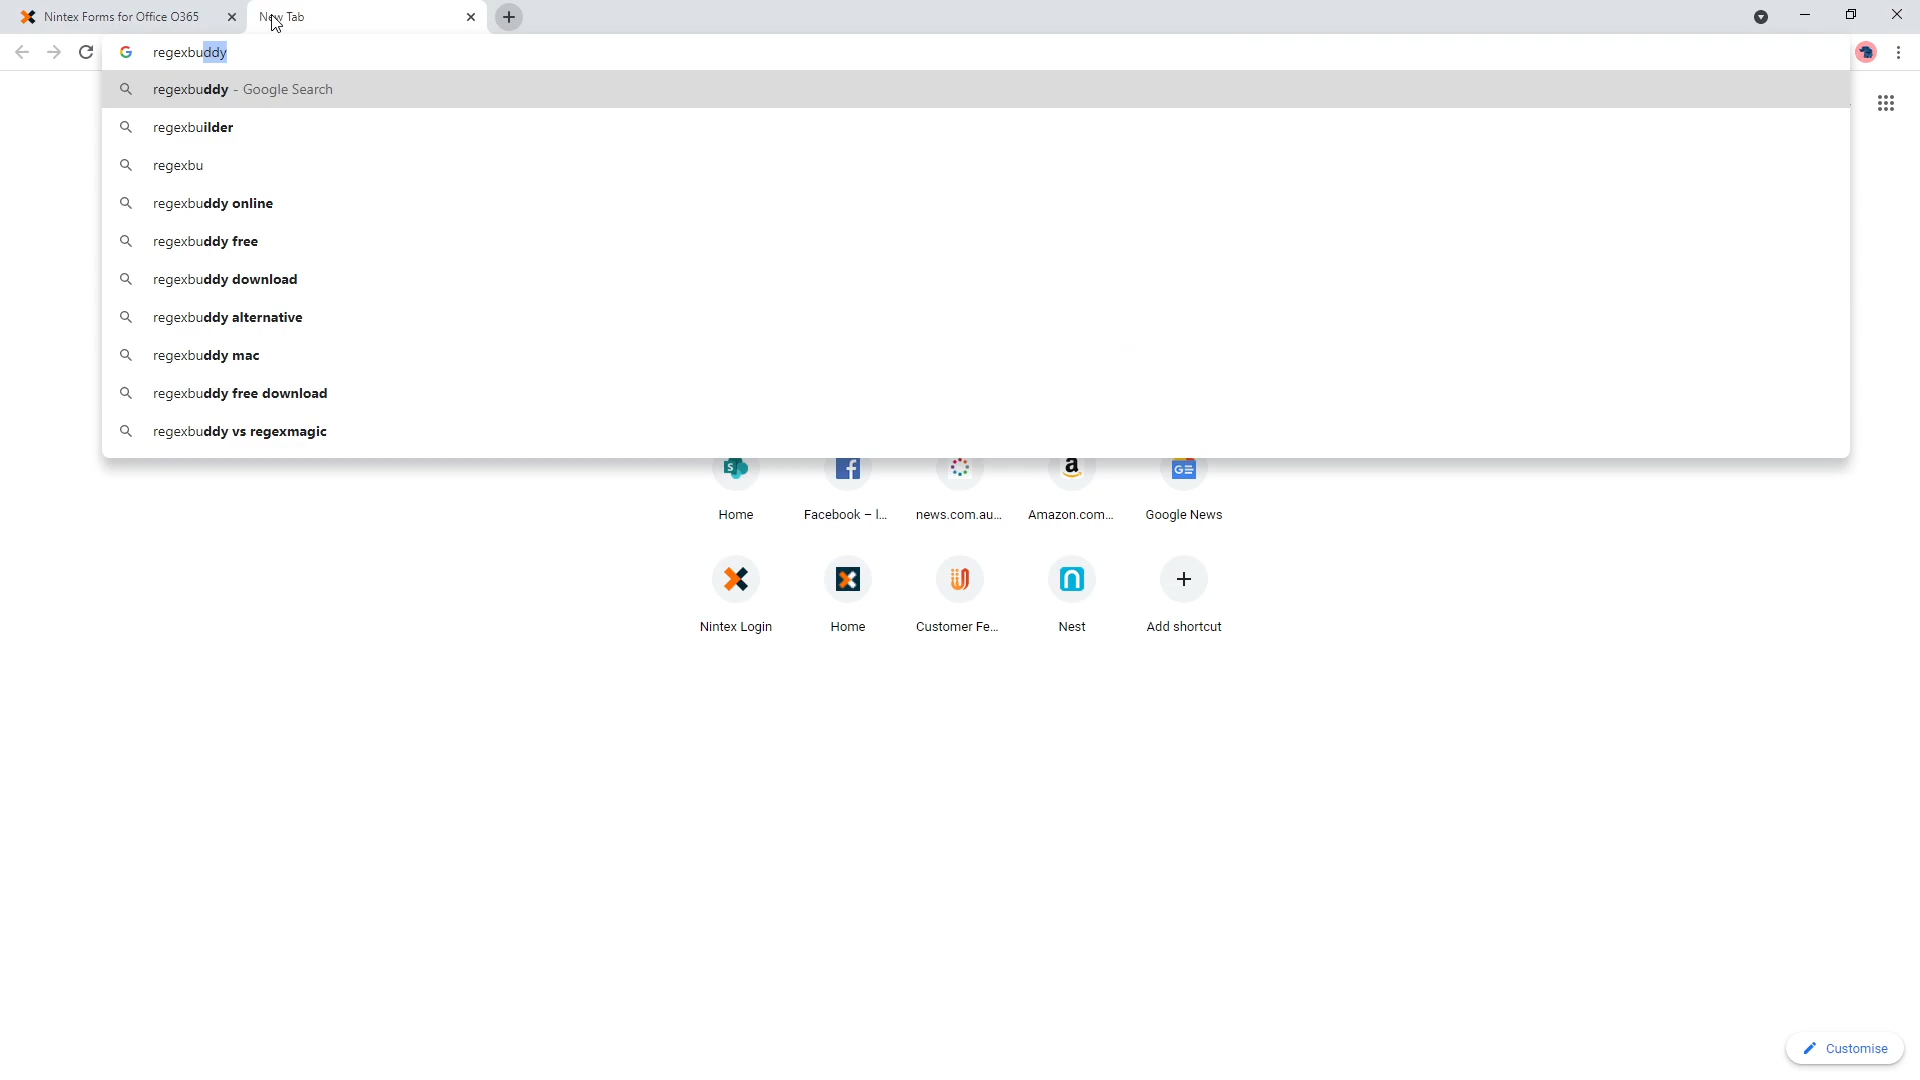 Nintex Forms for Office O365
New Tab
regexbuddy
regexbuddy - Google Search
regexbuilder
regexbu
regexbuddy online
regexbuddy free
regexbuddy download
regexbuddy alternative
regexbuddy mac
regexbuddy free download
regexbuddy vs regexmagic
Home
Facebook – l...
news.com.au...
Amazon.com...
Google News
Nintex Login
Home
Customer Fe...
Nest
Add shortcut
Customise